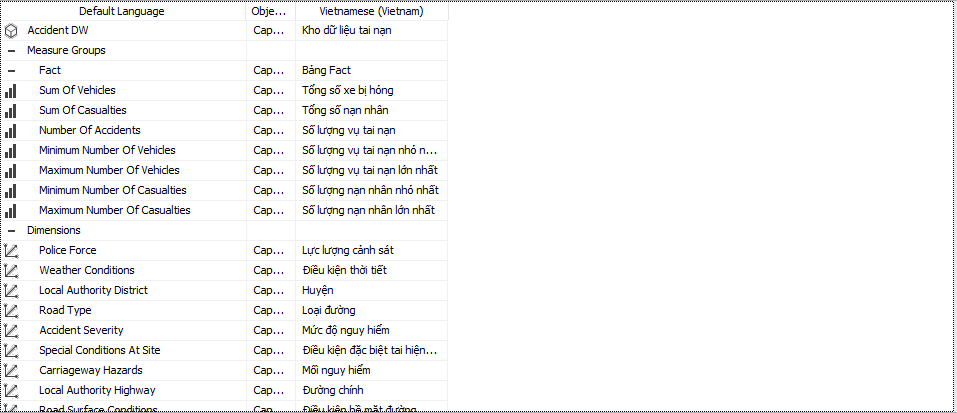 Default Language Obje... Vietnamese (Vietnam)
Accident DW Cap... Kho dữ liệu tai nạn
Measure Groups
Fact Cap... Bảng Fact
Sum Of Vehicles Cap... Tổng số xe bị hỏng
Sum Of Casualties Cap... Tổng số nạn nhân
Number Of Accidents Cap... Số lượng vụ tai nạn
Minimum Number Of Vehicles Cap... Số lượng vụ tai nạn nhỏ n...
Maximum Number Of Vehicles Cap... Số lượng vụ tai nạn lớn nhất
Minimum Number Of Casualties Cap... Số lượng nạn nhân nhỏ nhất
Maximum Number Of Casualties Cap... Số lượng nạn nhân lớn nhất
Dimensions
Police Force Cap... Lực lượng cảnh sát
Weather Conditions Cap... Điều kiện thời tiết
Local Authority District Cap... Huyện
Road Type Cap... Loại đường
Accident Severity Cap... Mức độ nguy hiểm
Special Conditions At Site Cap... Điều kiện đặc biệt tai hiện...
Carriageway Hazards Cap... Mối nguy hiểm
Local Authority Highway Cap... Đường chính
Road Surface Conditions Cap... Điều kiện bề mặt đường